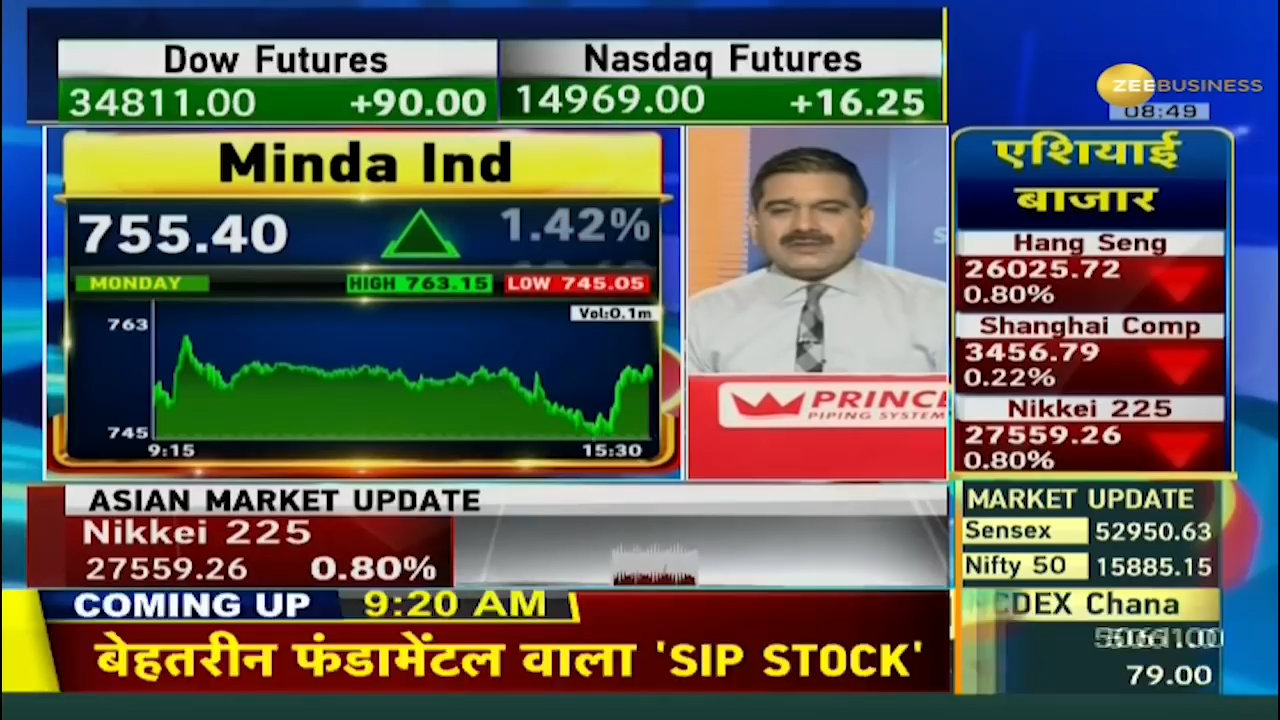 Dow Futures
34811.00 +90.00
Nasdaq Futures
14969.00 +16.25
ZEEBUSINESS
08:49
Minda Ind
755.40 1.42%
MONDAY HIGH 763.15 LOW 745.05
Vol:0.1m
763
745
9:15 15:30
PRINCE
PIPING SYSTEM
एशियाई
बाजार
Hang Seng
26025.72
0.80%
Shanghai Comp
3456.79
0.22%
Nikkei 225
27559.26
0.80%
ASIAN MARKET UPDATE
Nikkei 225
27559.26 0.80%
MARKET UPDATE
Sensex 52950.63
Nifty 50 15885.15
CDEX Chana
79.00
COMING UP 9:20 AM
बेहतरीन फंडामेंटल वाला 'SIP STOCK'